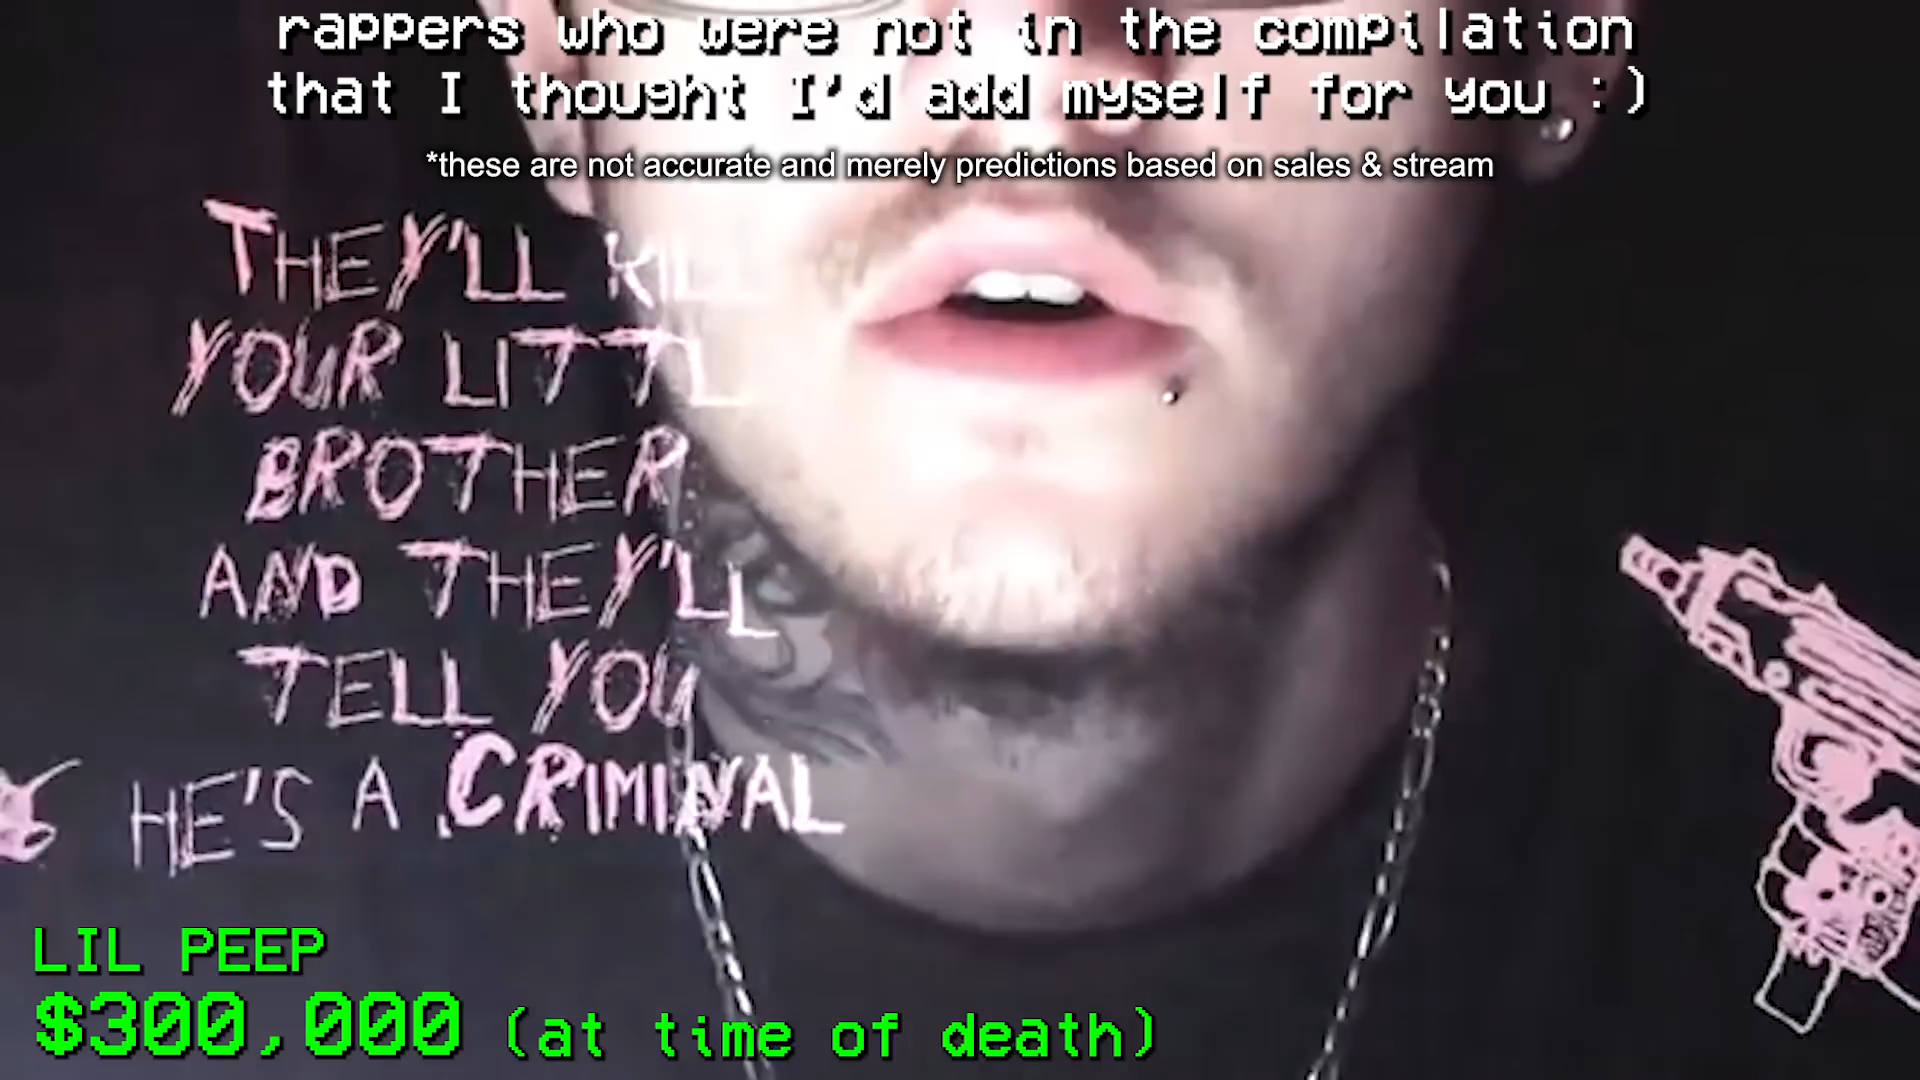 rappers who were not in the compilation
that I thought I'd add myself for you :)
*these are not accurate and merely predictions based on sales & stream
THEY'LL KILL
YOUR LITTL
BROTHER
AND THEY'LL
TELL YOU
HE'S A CRIMINAL
LIL PEEP
$300,000 (at time of death)